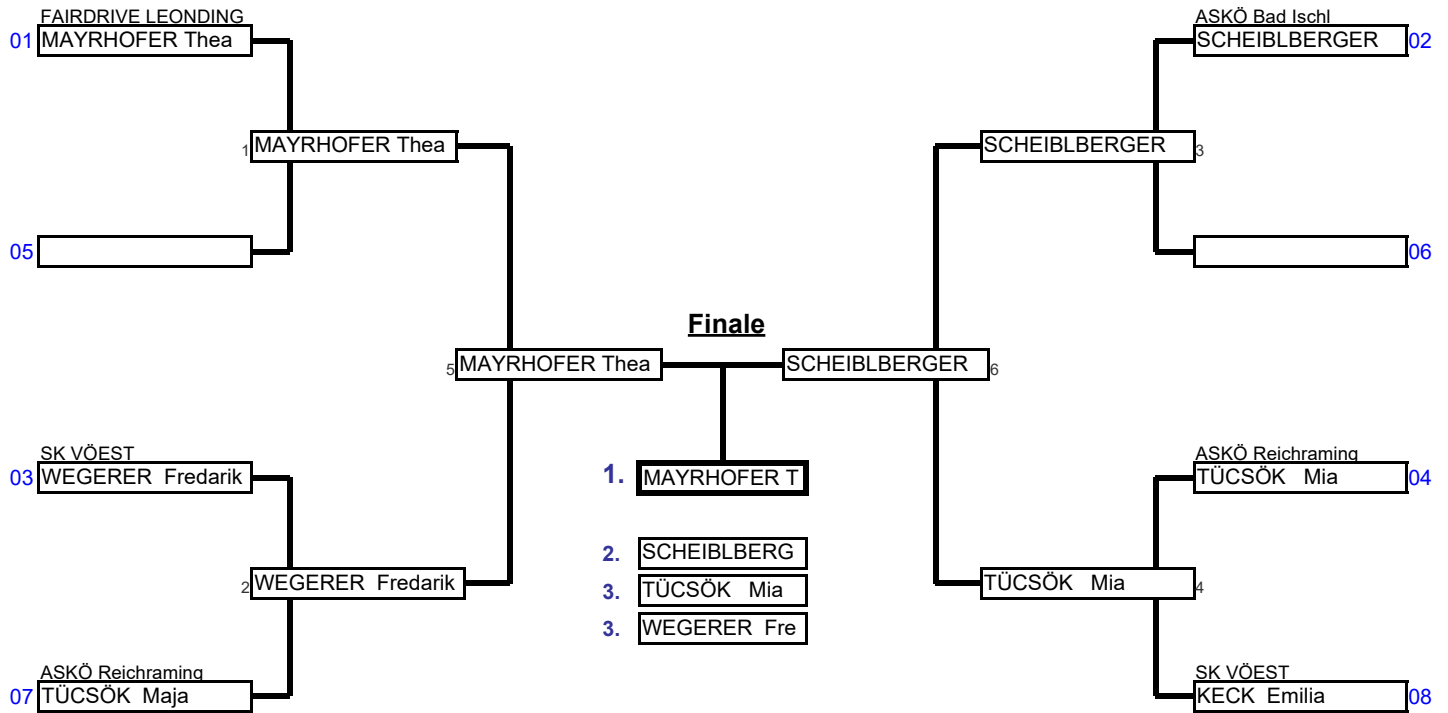 FAIRDRIVE LEONDING
01 MAYRHOFER Thea
1 MAYRHOFER Thea
05
5 MAYRHOFER Thea
SK VÖEST
03 WEGERER Fredarik
2 WEGERER Fredarik
ASKÖ Reichraming
07 TÜCSÖK Maja
Finale
1. MAYRHOFER T
2. SCHEIBLBERG
3. TÜCSÖK Mia
3. WEGERER Fre
ASKÖ Bad Ischl
SCHEIBLBERGER 02
SCHEIBLBERGER 3
06
SCHEIBLBERGER 6
ASKÖ Reichraming
TÜCSÖK Mia 04
TÜCSÖK Mia 4
SK VÖEST
KECK Emilia 08